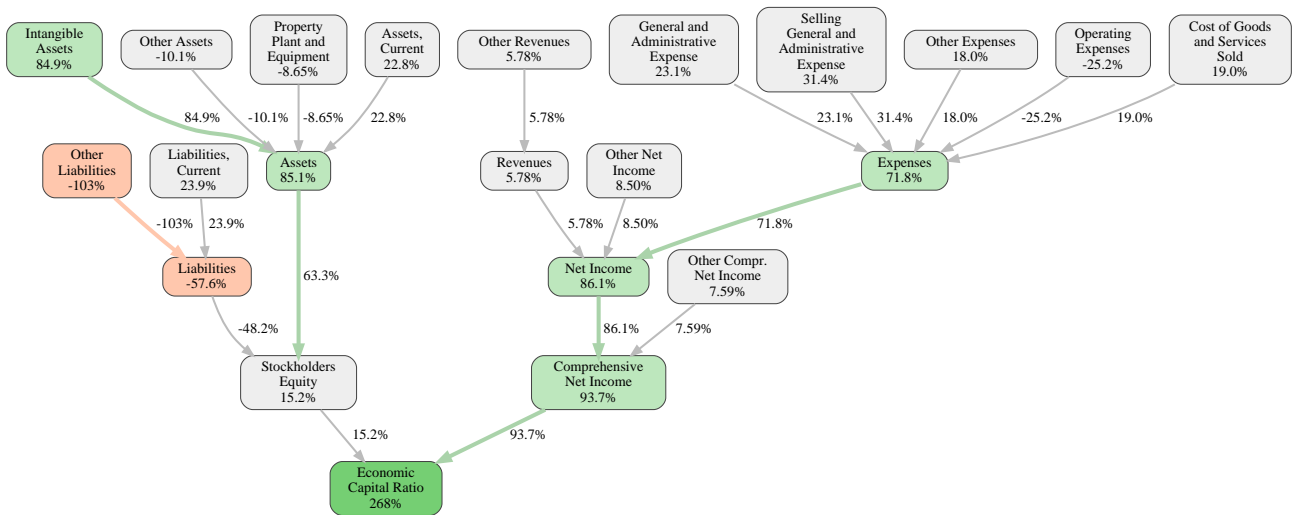 Intangible
Assets
84.9%
Other Assets
-10.1%
Property
Plant and
Equipment
-8.65%
Assets,
Current
22.8%
Other Revenues
5.78%
General and
Administrative
Expense
23.1%
Selling
General and
Administrative
Expense
31.4%
Other Expenses
18.0%
Operating
Expenses
-25.2%
Cost of Goods
and Services
Sold
19.0%
84.9%
-10.1%
-8.65%
22.8%
5.78%
23.1%
31.4%
18.0%
-25.2%
19.0%
Other
Liabilities
-103%
Liabilities,
Current
23.9%
Assets
85.1%
Revenues
5.78%
Other Net
Income
8.50%
Expenses
71.8%
-103%
23.9%
63.3%
5.78%
8.50%
71.8%
Liabilities
-57.6%
Net Income
86.1%
Other Compr.
Net Income
7.59%
-48.2%
86.1%
7.59%
Stockholders
Equity
15.2%
Comprehensive
Net Income
93.7%
15.2%
93.7%
Economic
Capital Ratio
268%